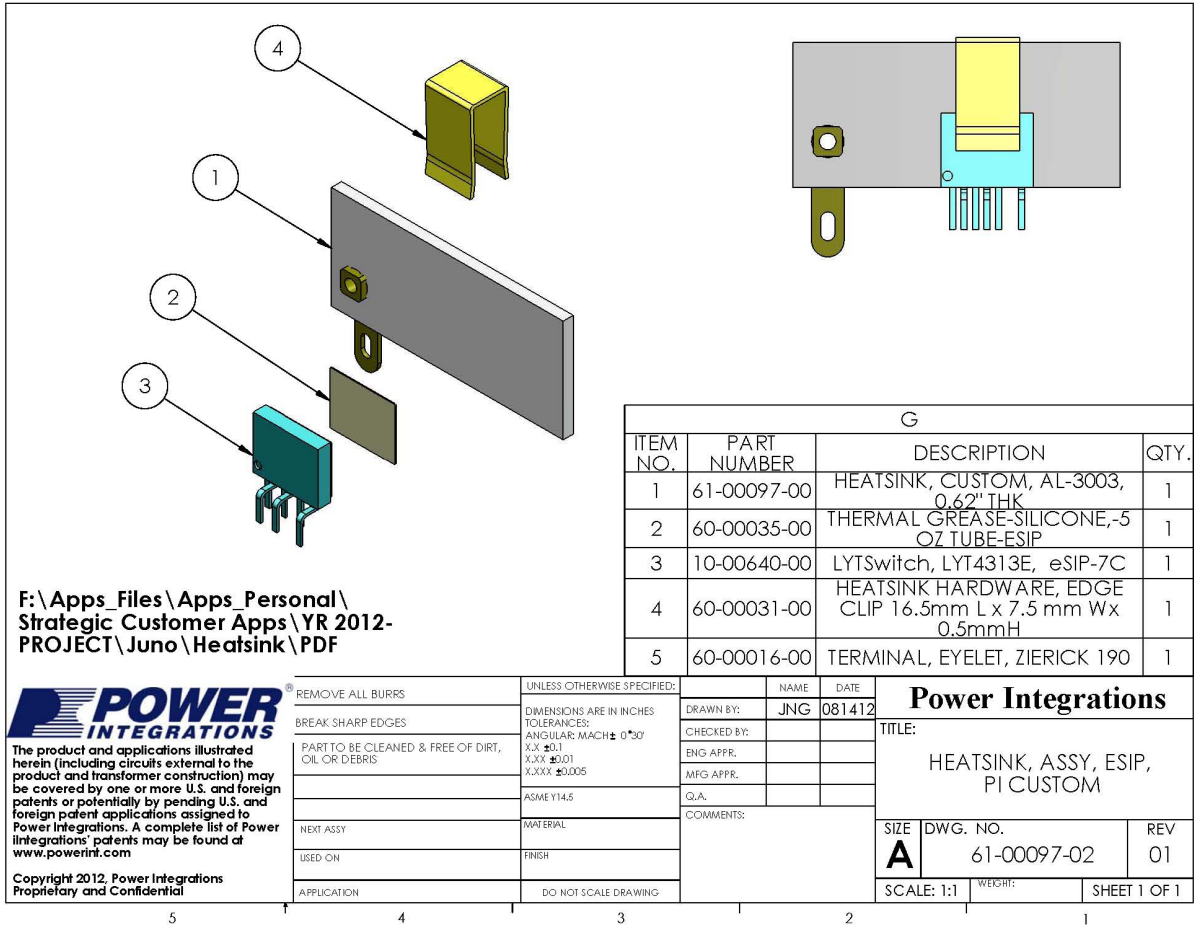 4
1
2
3
G
ITEM NO. PART NUMBER DESCRIPTION QTY.
1 61-00097-00 HEATSINK, CUSTOM, AL-3003, 0.62" THK 1
2 60-00035-00 THERMAL GREASE-SILICONE,-5 OZ TUBE-ESIP 1
3 10-00640-00 LYTSwitch, LYT4313E, eSIP-7C 1
4 60-00031-00 HEATSINK HARDWARE, EDGE CLIP 16.5mm L x 7.5 mm Wx 0.5mmH 1
5 60-00016-00 TERMINAL, EYELET, ZIERICK 190 1
F:\Apps_Files\Apps_Personal\
Strategic Customer Apps\YR 2012-
PROJECT\Juno\Heatsink\PDF
POWER ®
INTEGRATIONS
The product and applications illustrated
herein (including circuits external to the
product and transformer construction) may
be covered by one or more U.S. and foreign
patents or potentially by pending U.S. and
foreign patent applications assigned to
Power Integrations. A complete list of Power
iIntegrations' patents may be found at
www.powerint.com
Copyright 2012, Power Integrations
Proprietary and Confidential
REMOVE ALL BURRS
BREAK SHARP EDGES
PART TO BE CLEANED & FREE OF DIRT,
OIL OR DEBRIS
NEXT ASSY
USED ON
APPLICATION
UNLESS OTHERWISE SPECIFIED:
DIMENSIONS ARE IN INCHES
TOLERANCES:
ANGULAR: MACH± 0°30'
X.X ±0.1
X.XX ±0.01
X.XXX ±0.005
ASME Y14.5
MATERIAL
FINISH
DO NOT SCALE DRAWING
NAME DATE
DRAWN BY: JNG 081412
CHECKED BY:
ENG APPR.
MFG APPR.
Q.A.
COMMENTS:
Power Integrations
TITLE:
HEATSINK, ASSY, ESIP,
PI CUSTOM
SIZE DWG. NO. REV
A 61-00097-02 01
SCALE: 1:1 WEIGHT: SHEET 1 OF 1
5 4 3 2 1